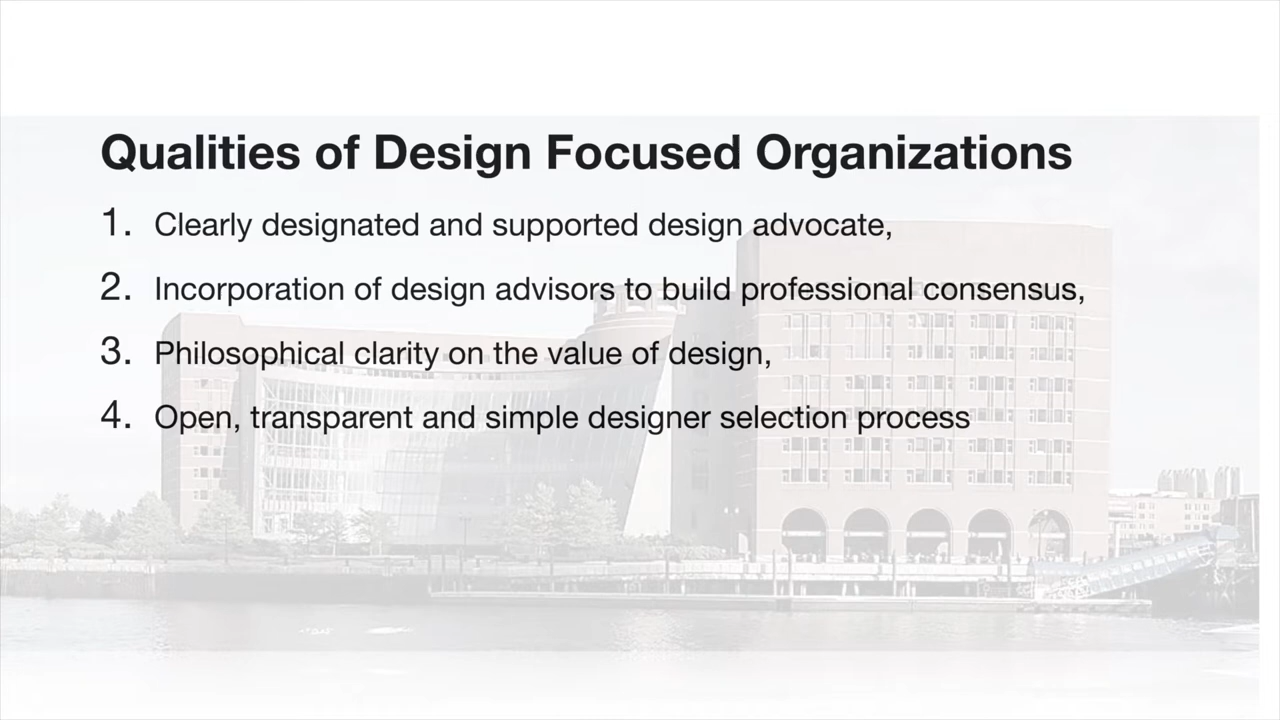 Qualities of Design Focused Organizations
1. Clearly designated and supported design advocate,
2. Incorporation of design advisors to build professional consensus,
3. Philosophical clarity on the value of design,
4. Open, transparent and simple designer selection process